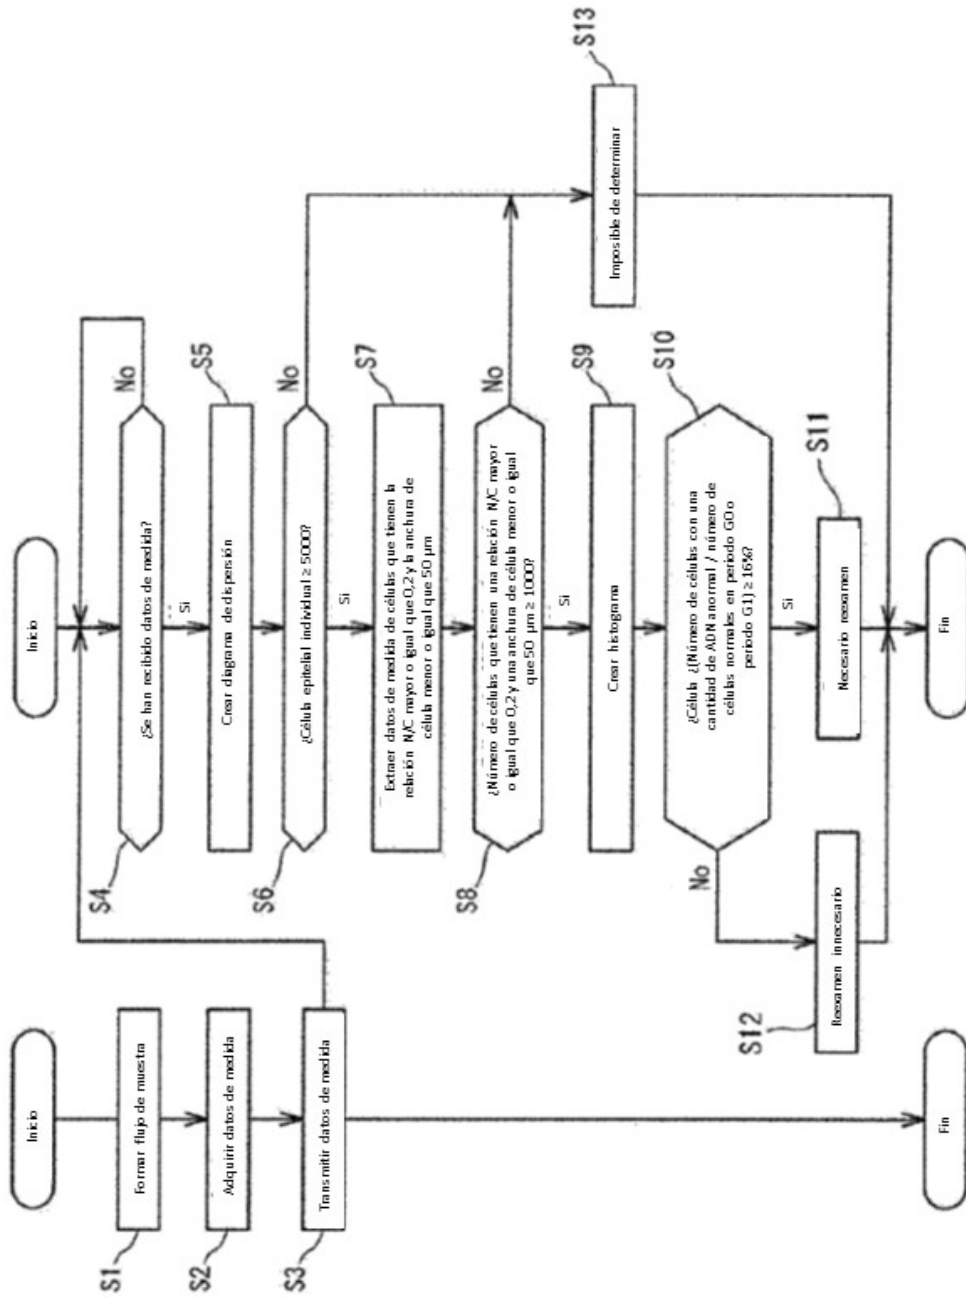 Inicio
S1
Formar flujo de muestra
S2
Adquirir datos de medida
S3
Transmitir datos de medida
Fin
Inicio
S4
¿Se han recibido datos de medida?
No
Si
S5
Crear diagrama de dispersión
S6
¿Célula epitelial individual ≥ 5000?
No
Si
S7
Extraer datos de medida de células que tienen la
relación N/C mayor o igual que 0,2 y la anchura de
célula menor o igual que 50 µm
S8
¿Número de células que tienen una relación N/C mayor
o igual que 0,2 y una anchura de célula menor o igual
que 50 µm ≥ 1000?
No
Si
S9
Crear histograma
S10
¿Célula ¿(Número de células con una
cantidad de ADN anormal / número de
células normales en periodo G0 o
periodo G1) ≥ 16%?
No
Si
S11
Necesario reexamen
S12
Reexamen innecesario
S13
Imposible de determinar
Fin